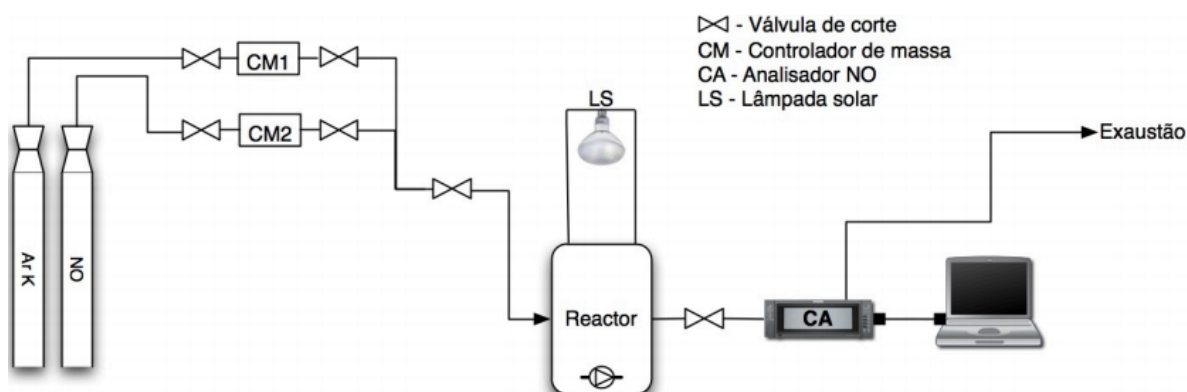 - Válvula de corte
CM - Controlador de massa
CA - Analisador NO
LS - Lâmpada solar
CM1
LS
CM2
Exaustão
Ar K
NO
Reactor
CA